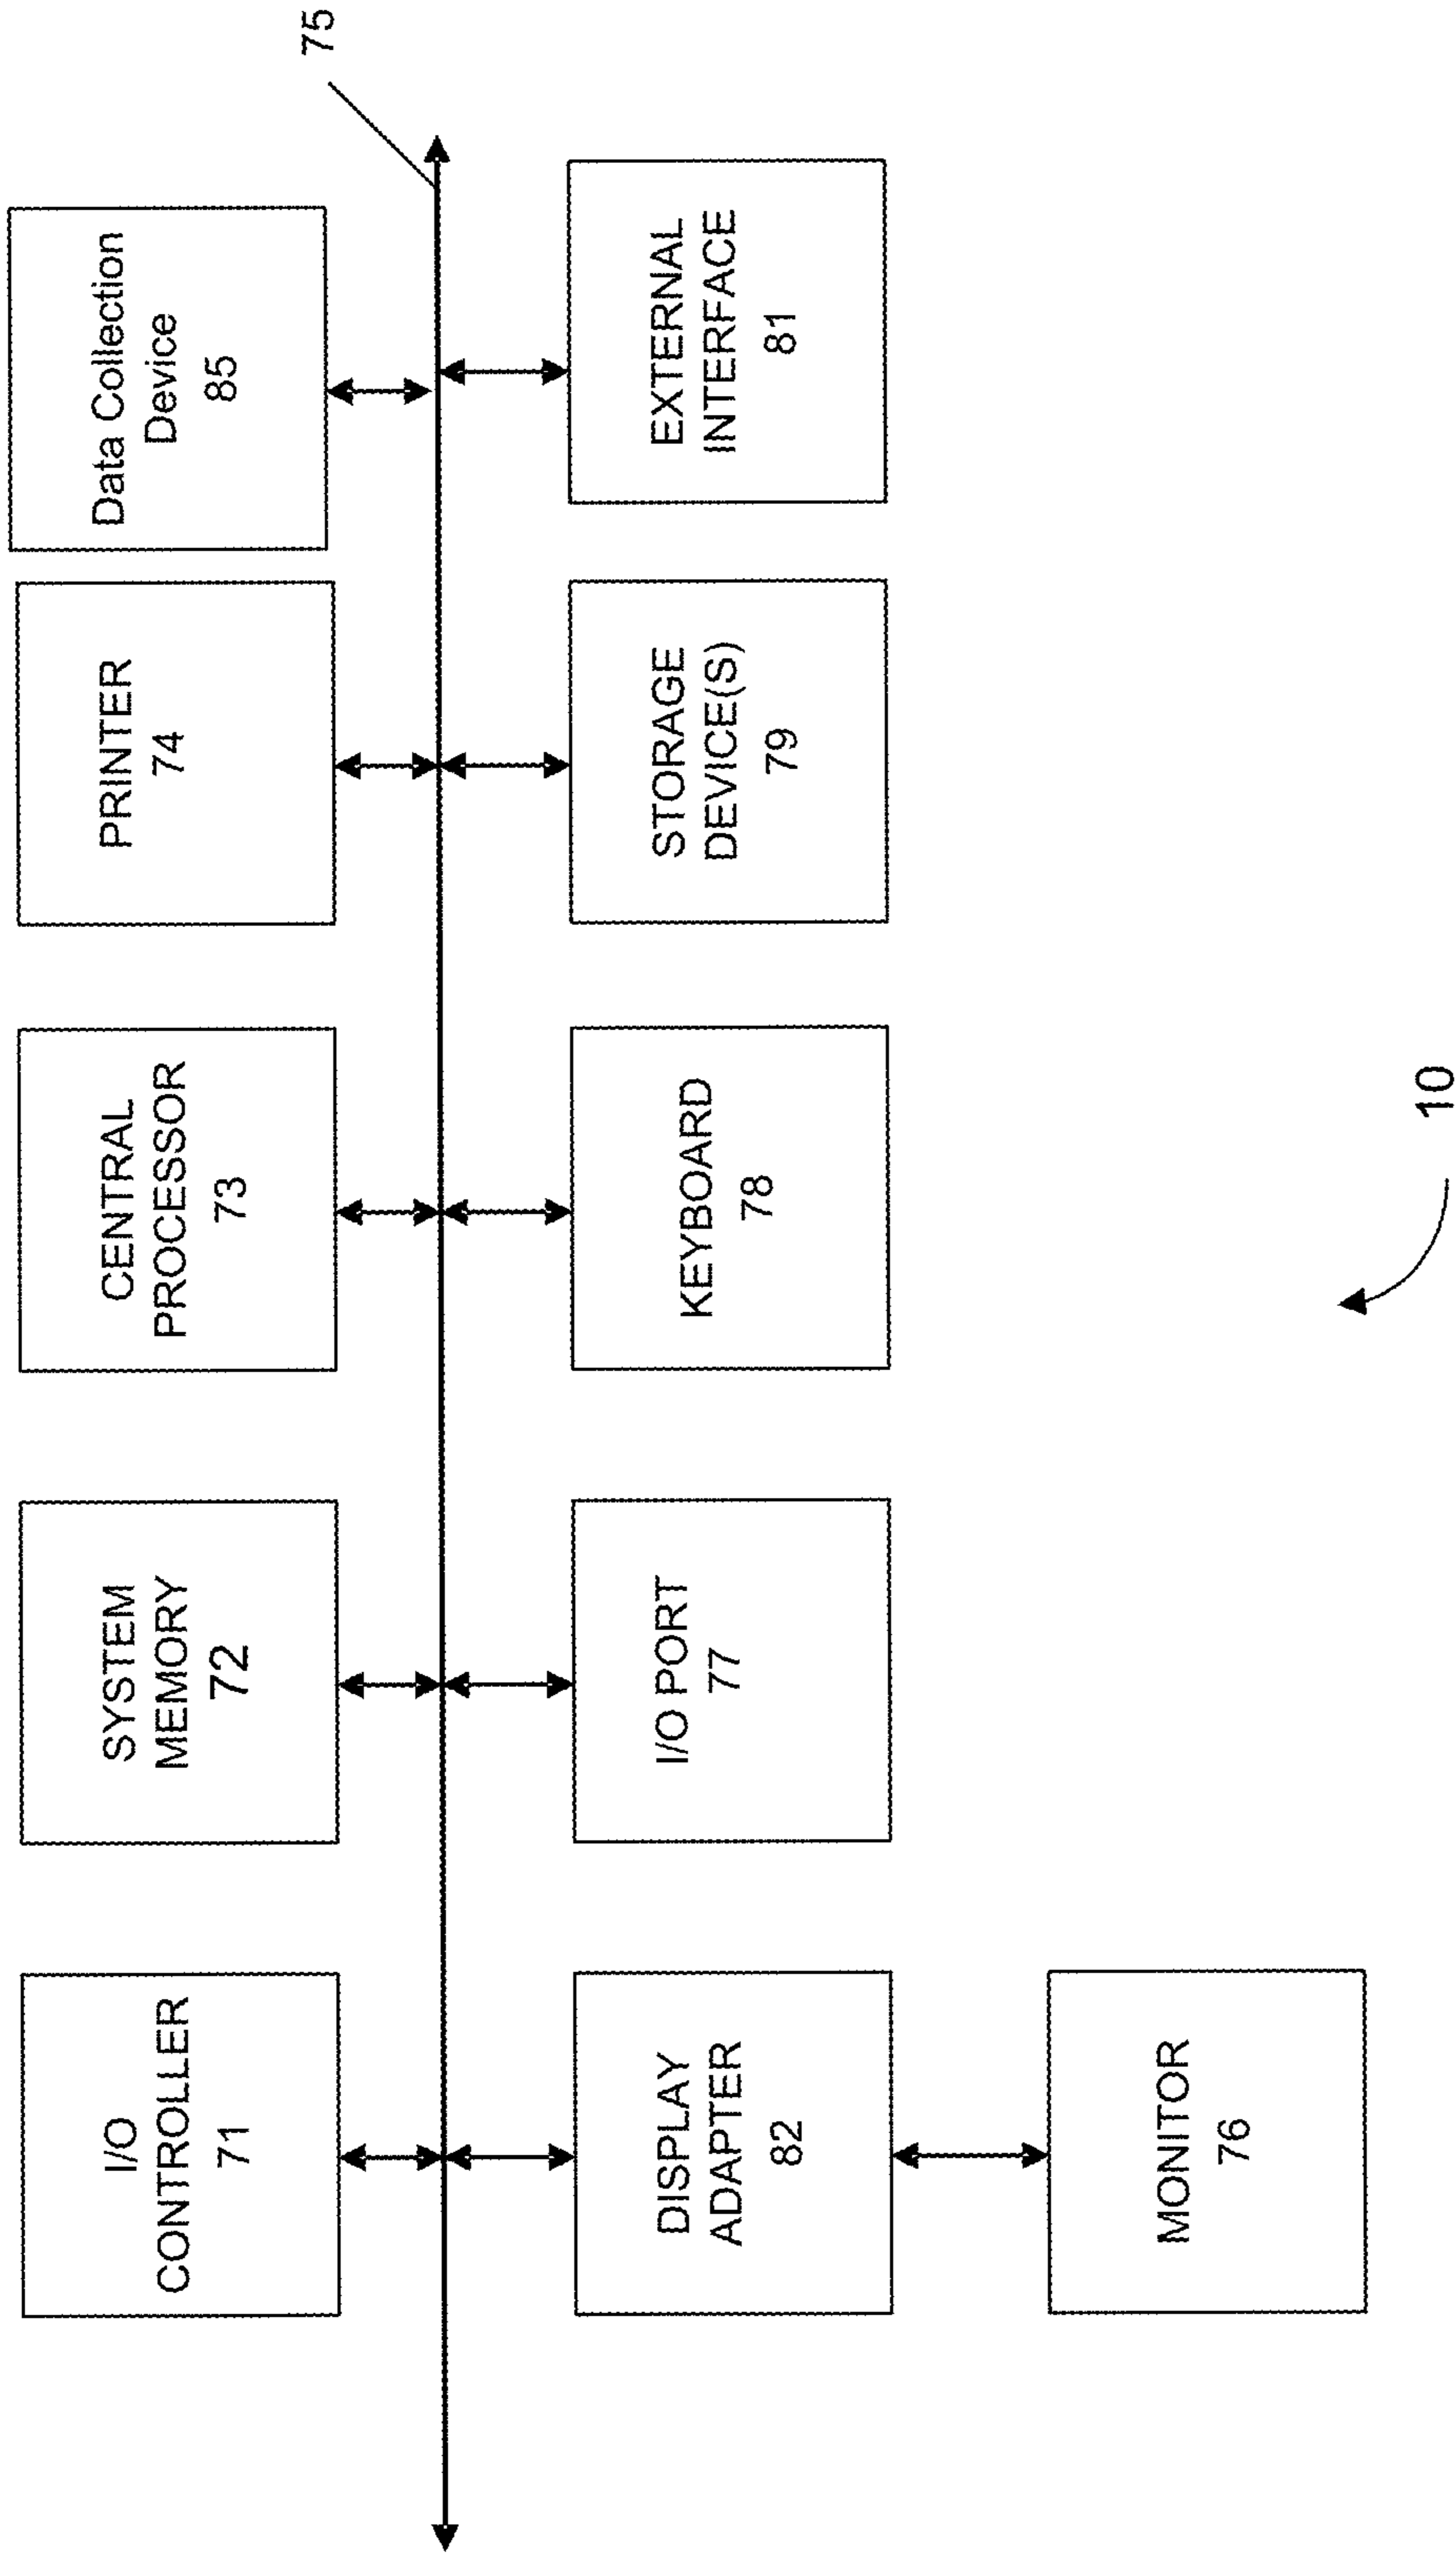 I/O
CONTROLLER
71
SYSTEM
MEMORY
72
CENTRAL
PROCESSOR
73
PRINTER
74
Data Collection
Device
85
75
DISPLAY
ADAPTER
82
I/O PORT
77
KEYBOARD
78
STORAGE
DEVICE(S)
79
EXTERNAL
INTERFACE
81
MONITOR
76
10